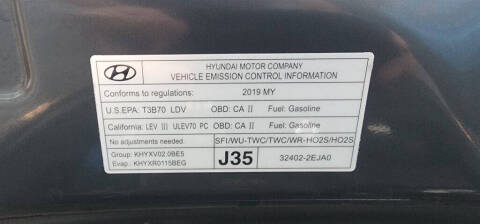 HYUNDAI MOTOR COMPANY
VEHICLE EMISSION CONTROL INFORMATION
Conforms to regulations: 2019 MY
U.S.EPA: T3B70 LDV OBD: CA II Fuel: Gasoline
California: LEV III ULEV70 PC OBD: CA II Fuel: Gasoline
No adjustments needed. SFI/WU-TWC/TWC/WR-HO2S/HO2S
Group: KHYXV02.0BE5 J35 32402-2EJA0
Evap: KHYXR0115BEG